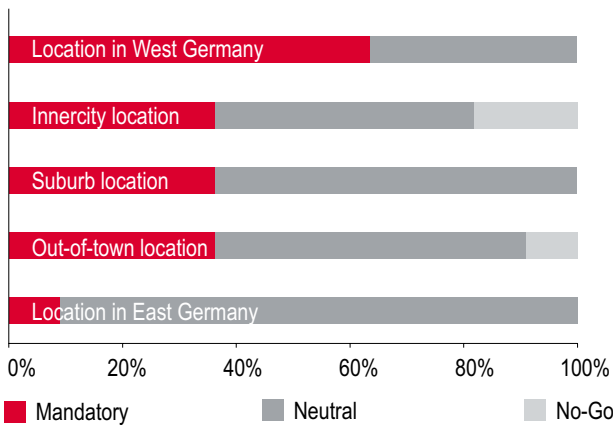 Location in West Germany
Innercity location
Suburb location
Out-of-town location
Location in East Germany
0% 20% 40% 60% 80% 100%
Mandatory Neutral No-Go